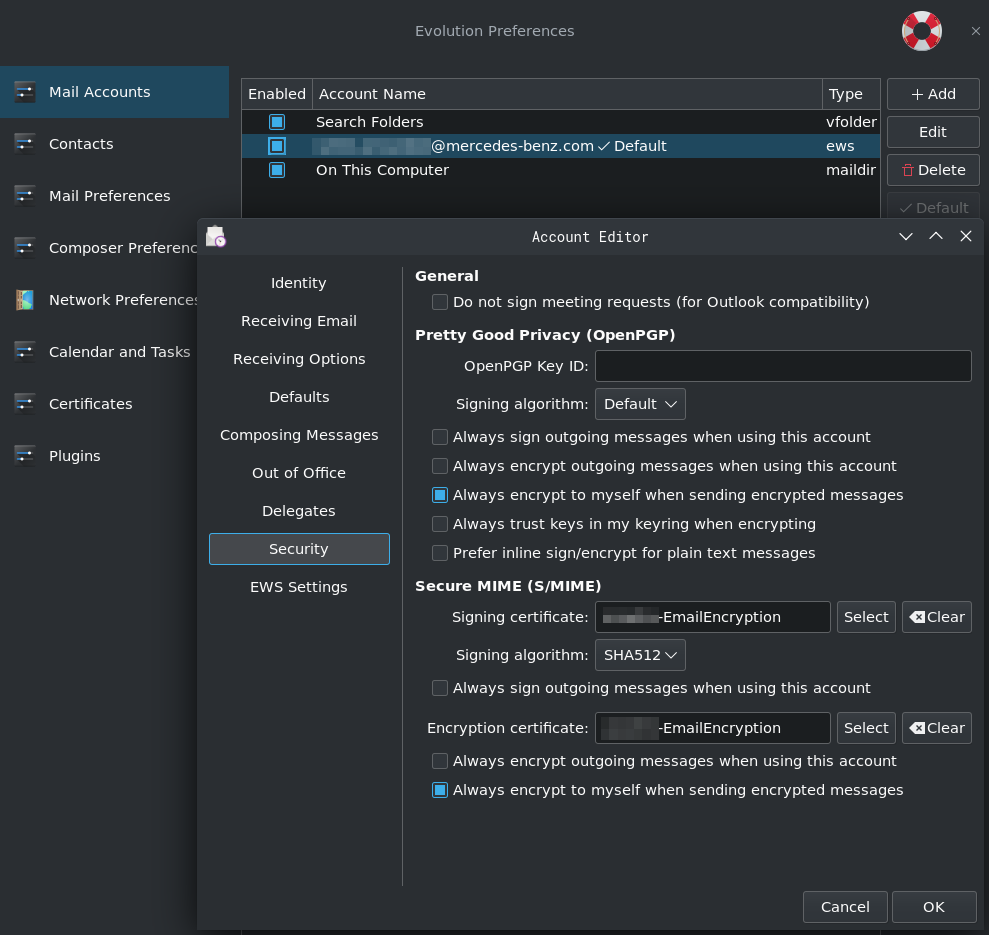 Evolution Preferences
Mail Accounts
Contacts
Mail Preferences
Composer Preferenc
Network Preferences
Calendar and Tasks
Certificates
Plugins
Enabled Account Name Type
Search Folders vfolder
@mercedes-benz.com Default ews
On This Computer maildir
Add
Edit
Delete
Default
Account Editor
Identity
Receiving Email
Receiving Options
Defaults
Composing Messages
Out of Office
Delegates
Security
EWS Settings
General
Do not sign meeting requests (for Outlook compatibility)
Pretty Good Privacy (OpenPGP)
OpenPGP Key ID:
Signing algorithm: Default
Always sign outgoing messages when using this account
Always encrypt outgoing messages when using this account
Always encrypt to myself when sending encrypted messages
Always trust keys in my keyring when encrypting
Prefer inline sign/encrypt for plain text messages
Secure MIME (S/MIME)
Signing certificate: -EmailEncryption Select Clear
Signing algorithm: SHA512
Always sign outgoing messages when using this account
Encryption certificate: -EmailEncryption Select Clear
Always encrypt outgoing messages when using this account
Always encrypt to myself when sending encrypted messages
Cancel OK